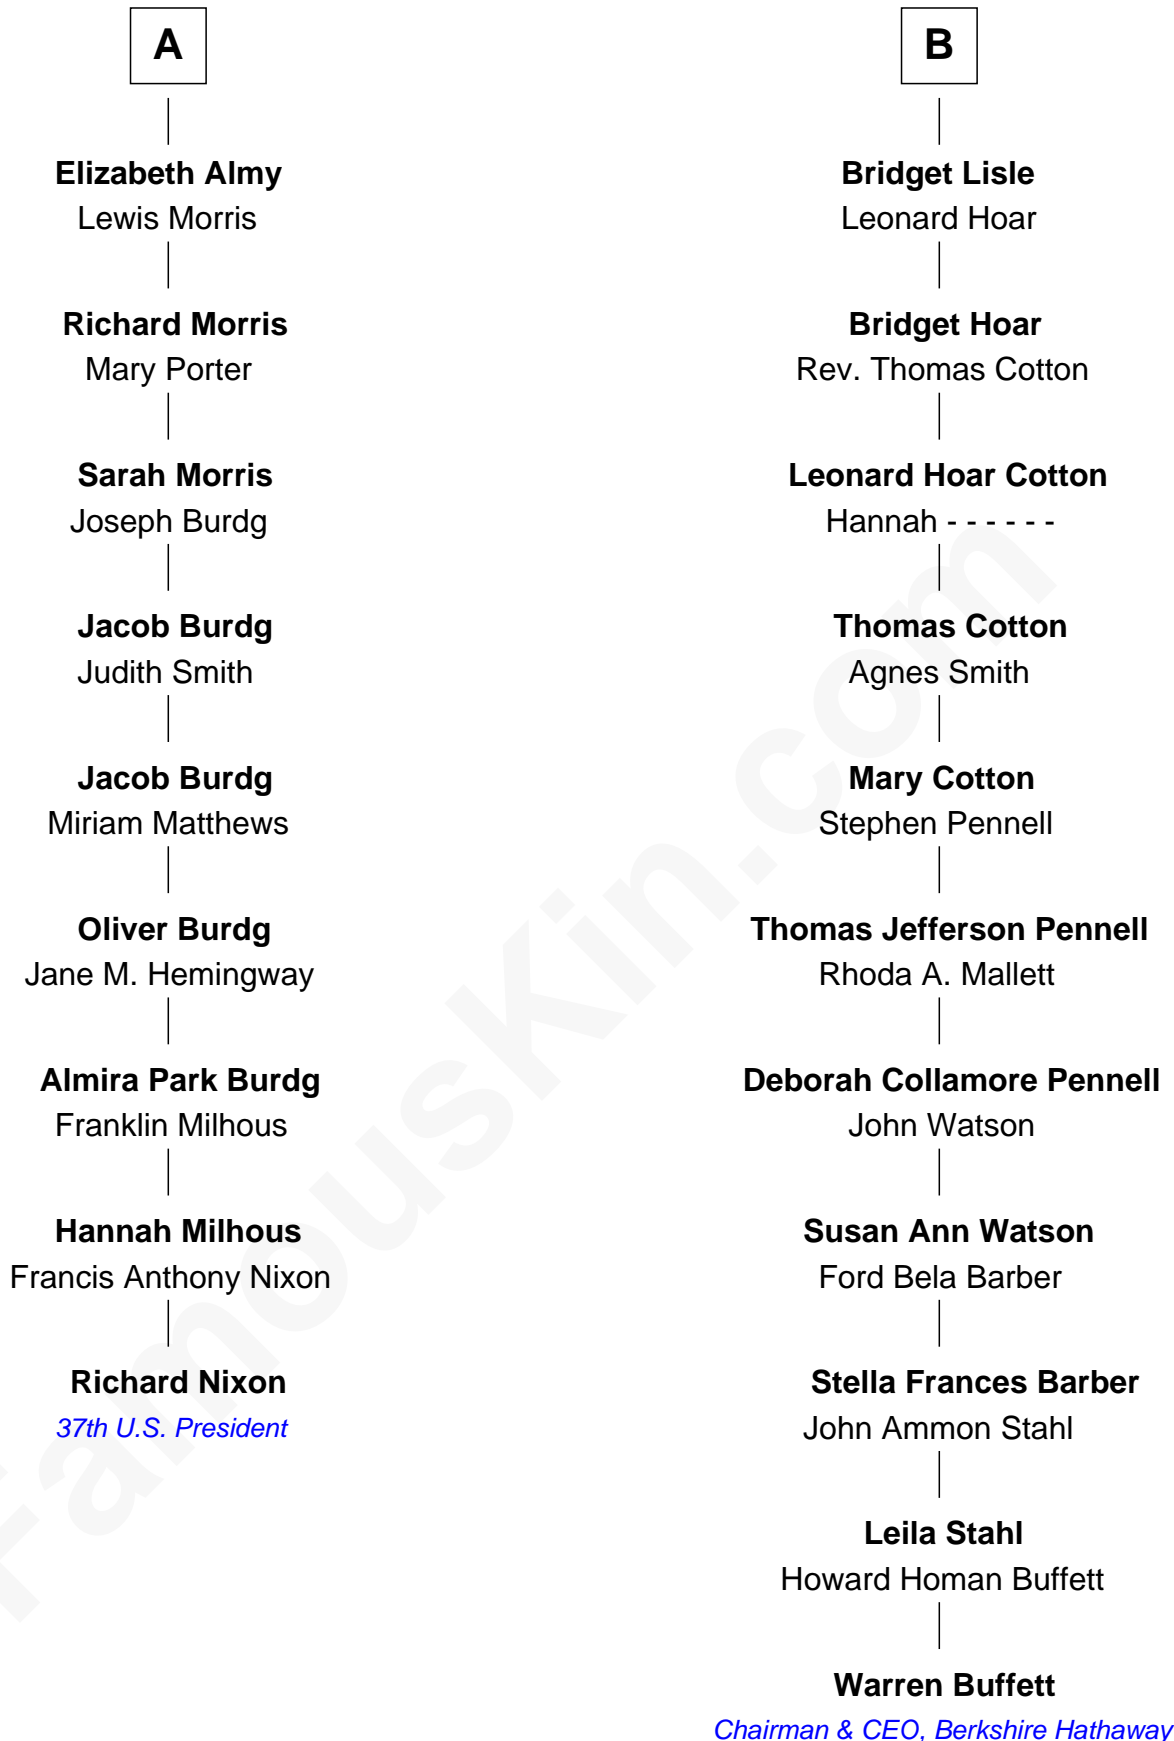 A
Elizabeth Almy
Lewis Morris
Richard Morris
Mary Porter
Sarah Morris
Joseph Burdg
Jacob Burdg
Judith Smith
Jacob Burdg
Miriam Matthews
Oliver Burdg
Jane M. Hemingway
Almira Park Burdg
Franklin Milhous
Hannah Milhous
Francis Anthony Nixon
Richard Nixon
37th U.S. President
B
Bridget Lisle
Leonard Hoar
Bridget Hoar
Rev. Thomas Cotton
Leonard Hoar Cotton
Hannah - - - - - -
Thomas Cotton
Agnes Smith
Mary Cotton
Stephen Pennell
Thomas Jefferson Pennell
Rhoda A. Mallett
Deborah Collamore Pennell
John Watson
Susan Ann Watson
Ford Bela Barber
Stella Frances Barber
John Ammon Stahl
Leila Stahl
Howard Homan Buffett
Warren Buffett
Chairman & CEO, Berkshire Hathaway
FamousKin.com